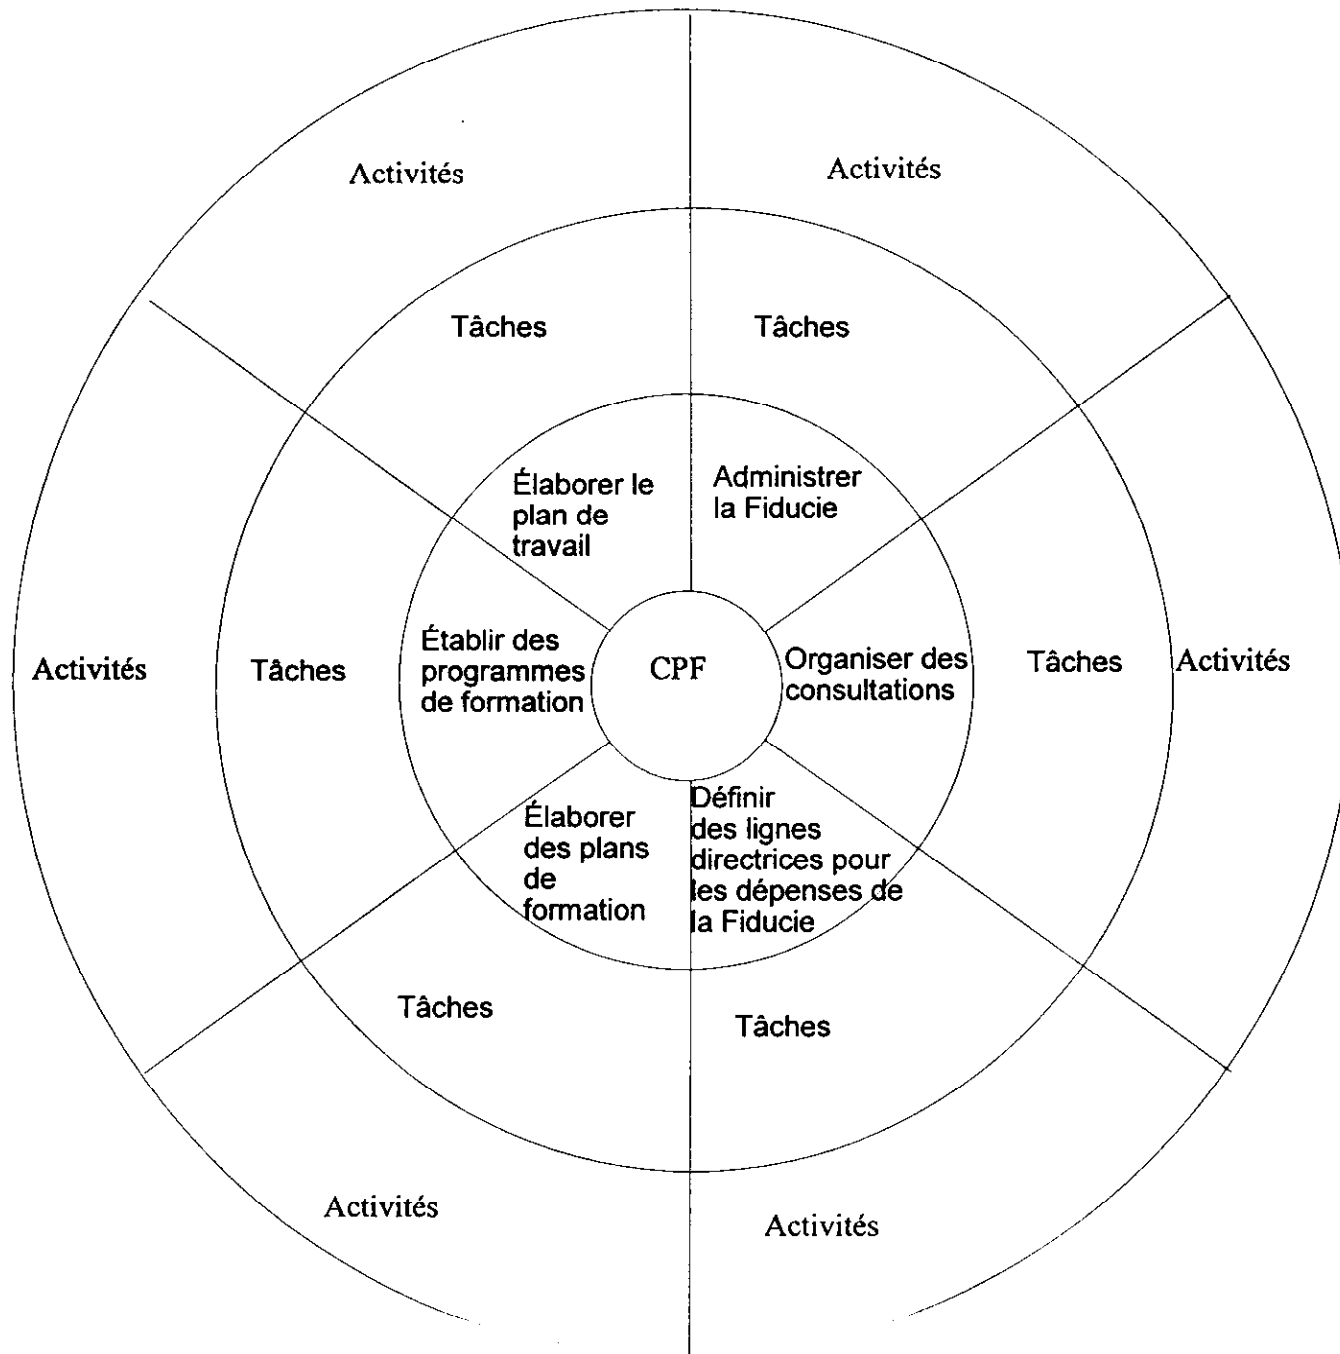 Activités
Activités
Tâches
Tâches
Élaborer le
plan de
travail
Administrer
la Fiducie
Activités
Tâches
Établir des
programmes
de formation
CPF
Organiser des
consultations
Tâches
Activités
Élaborer
des plans
de
formation
Définir
des lignes
directrices pour
les dépenses de
la Fiducie
Tâches
Tâches
Activités
Activités